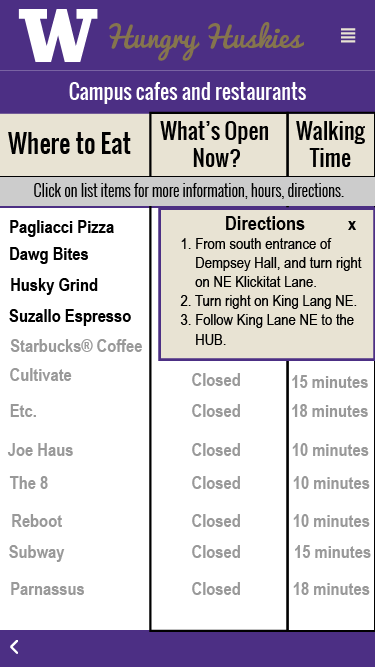 W Hungry Huskies
Campus cafes and restaurants
Where to Eat
What's Open
Now?
Walking
Time
Click on list items for more information, hours, directions.
Pagliacci Pizza
Dawg Bites
Husky Grind
Suzallo Espresso
Starbucks® Coffee
Directions x
1. From south entrance of
Dempsey Hall, and turn right
on NE Klickitat Lane.
2. Turn right on King Lang NE.
3. Follow King Lane NE to the
HUB.
Cultivate Closed 15 minutes
Etc. Closed 18 minutes
Joe Haus Closed 10 minutes
The 8 Closed 10 minutes
Reboot Closed 10 minutes
Subway Closed 15 minutes
Parnassus Closed 18 minutes